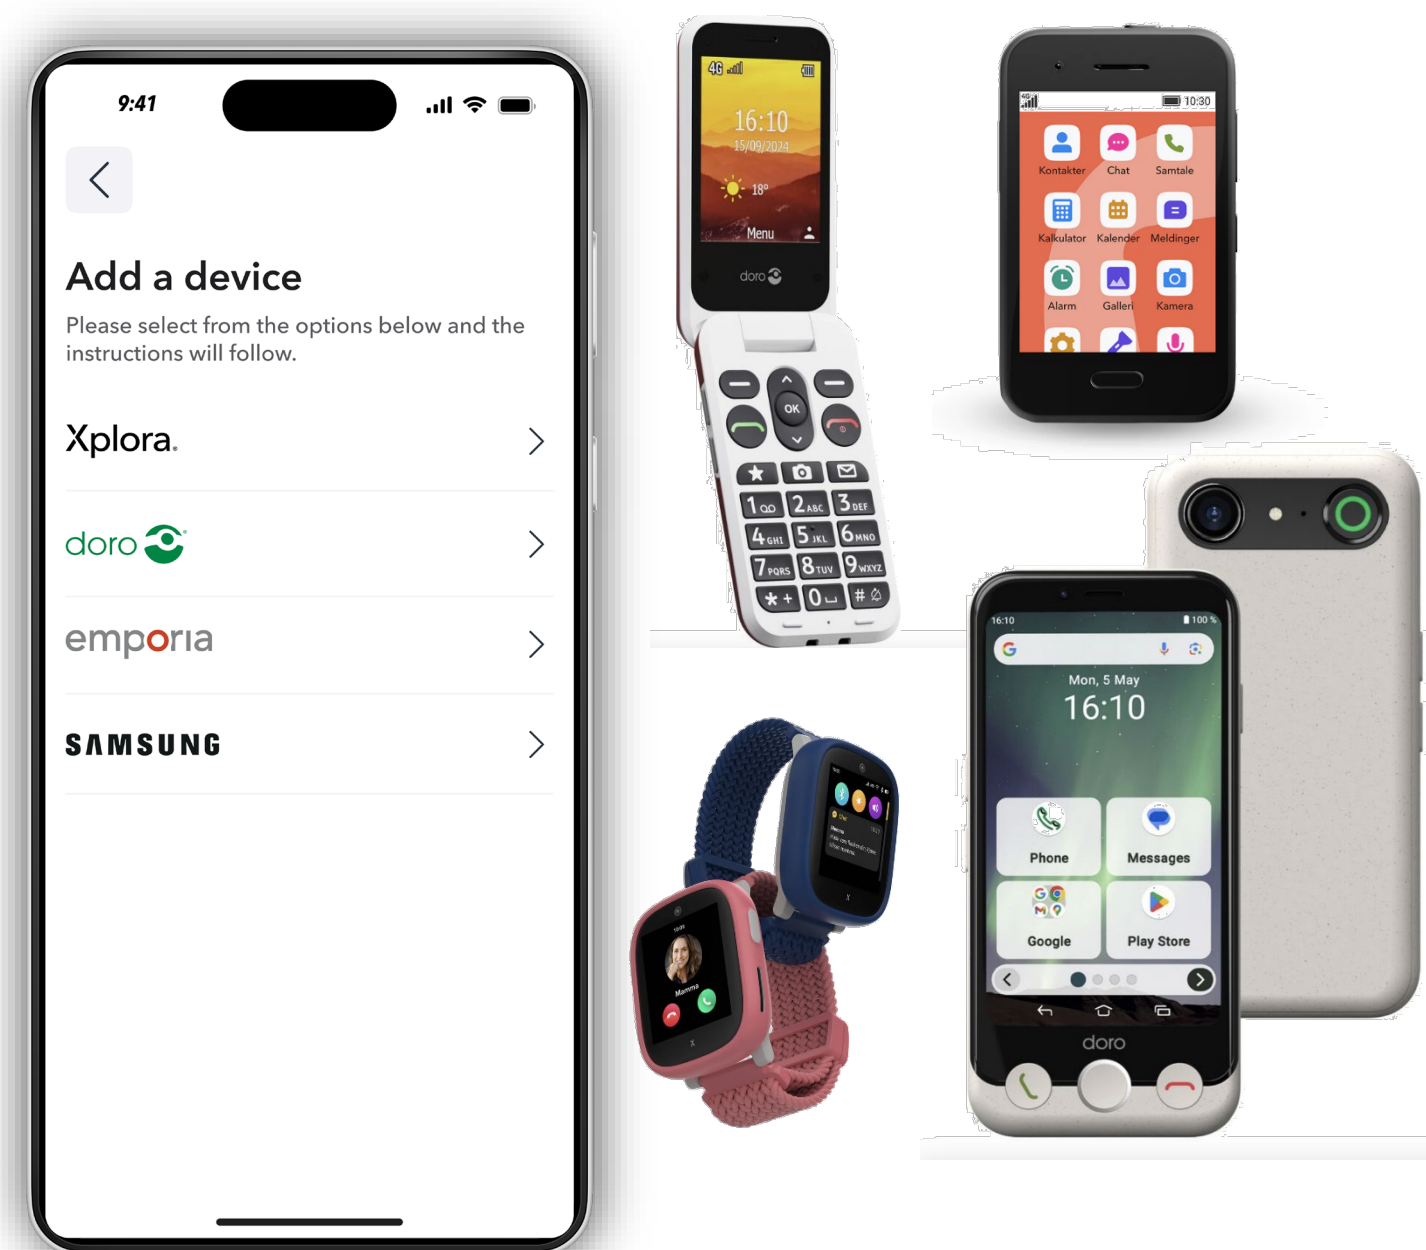 9:41
Add a device
Please select from the options below and the
instructions will follow.
Xplora
doro
emporia
SAMSUNG
4G
16:10
15/09/2024
18°
Menu
doro
OK
1
2 ABC
3 DEF
4 GHI
5 JKL
6 MNO
7 PQRS
8 TUV
9 WXYZ
* +
0
#
4G
10:30
Kontakter
Chat
Samtale
Kalkulator
Kalender
Meldinger
Alarm
Galleri
Kamera
Chat
Mamma
X
Mamma
X
16:10
100 %
Mon, 5 May
16:10
Phone
Messages
Google
Play Store
doro